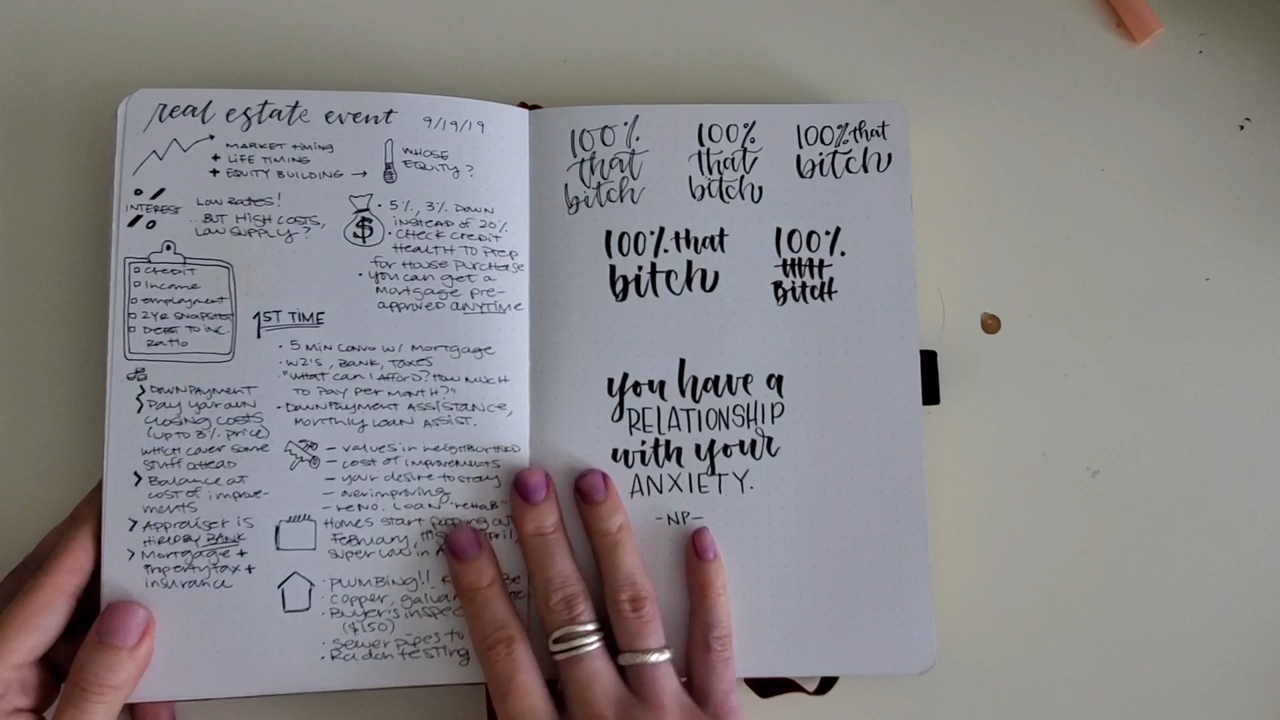 real estate event 9/19/19
MARKET timing
+ LIFE TIMING
+ EQUITY BUILDING →
WHOSE
EQUITY?
%
INTEREST
%
LOW RATES!
...BUT HIGH COSTS,
LOW SUPPLY?
$
• 5%, 3% DOWN
INSTEAD OF 20%.
• CHECK CREDIT
HEALTH TO PREP
for HOUSE PURCHASE
• you can get a
mortgage pre-
approved ANYTIME
CREDIT
Income
employment
2YR SNAPSHOT
DEBT TO INC.
RATIO
1ST TIME
• 5 MIN CONVO W/ MORTGAGE
• W2'S, BANK, TAXES
• "WHAT CAN I AFFORD? HOW MUCH
TO PAY PER MONTH?"
• DOWNPAYMENT ASSISTANCE,
MONTHLY LOAN ASSIST.
> DOWNPAYMENT
> Pay your own
closing costs
(up to 3% price)
which cover some
stuff ahead
> Balance at
cost of improve-
ments
> Appraiser is
HIRED by BANK
> Mortgage +
property tax +
insurance
– values in neighborhood
– cost of improvements
– your desire to stay
– overimproving
– reno. LOAN "rehab"
Homes start popping
February,
super low in
• PLUMBING!!
• Copper,
• Buyer's
($150)
• sewer pipes to
• Radon testing
100%
that
bitch
100%
that
bitch
100% that
bitch
100% that
bitch
100%
that
Bitch
you have a
RELATIONSHIP
with your
ANXIETY.
-NP-